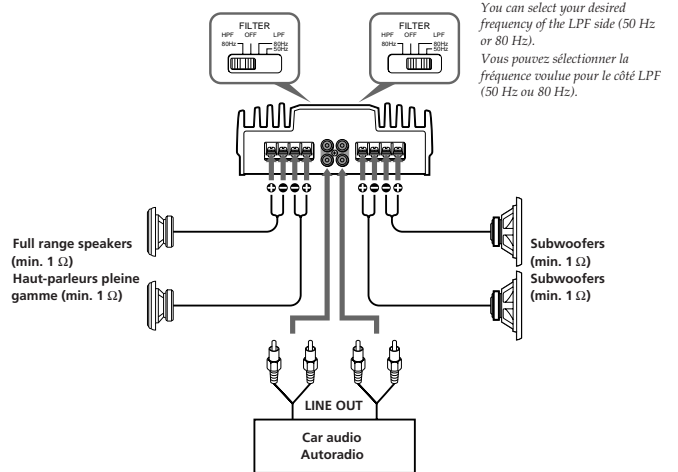 You can select your desired
frequency of the LPF side (50 Hz
or 80 Hz).
Vous pouvez sélectionner la
fréquence voulue pour le côté LPF
(50 Hz ou 80 Hz).
FILTER
HPF OFF LPF
80Hz 80Hz
50Hz
FILTER
HPF OFF LPF
80Hz 80Hz
50Hz
Full range speakers
(min. 1 Ω)
Haut-parleurs pleine
gamme (min. 1 Ω)
Subwoofers
(min. 1 Ω)
Subwoofers
(min. 1 Ω)
LINE OUT
Car audio
Autoradio